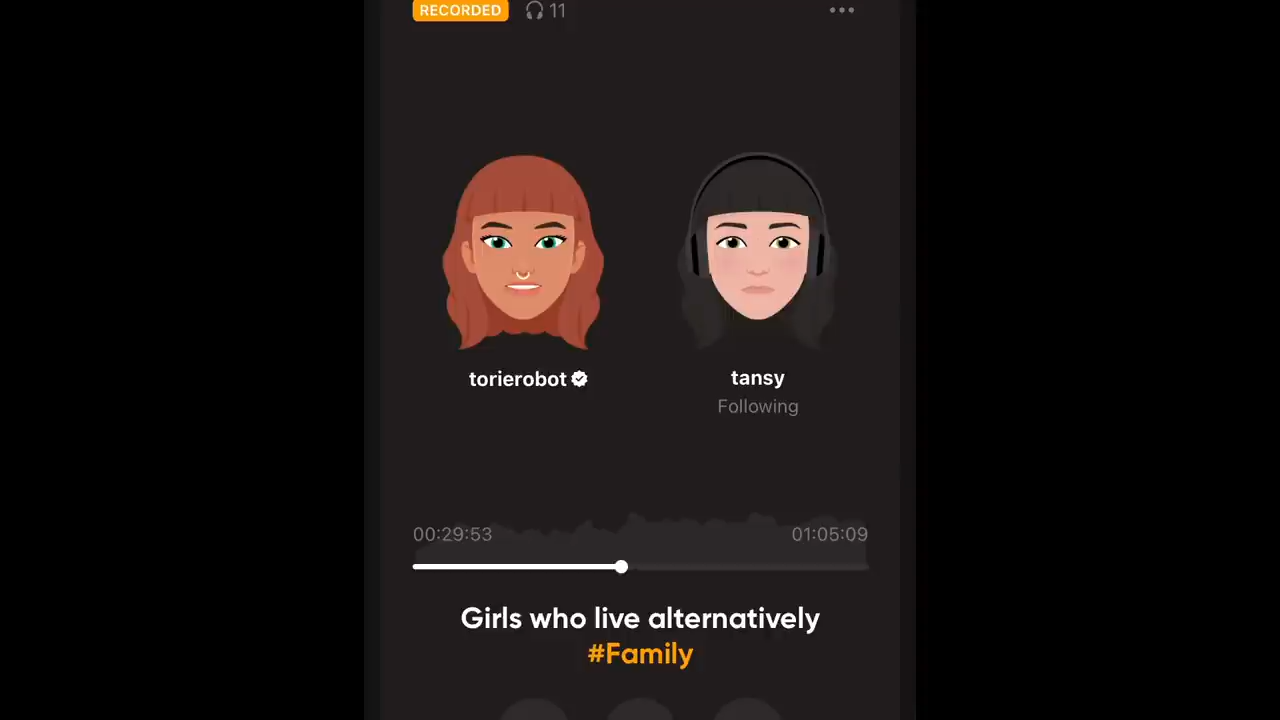 RECORDED 11
torierobot
tansy
Following
00:29:53 01:05:09
Girls who live alternatively
#Family